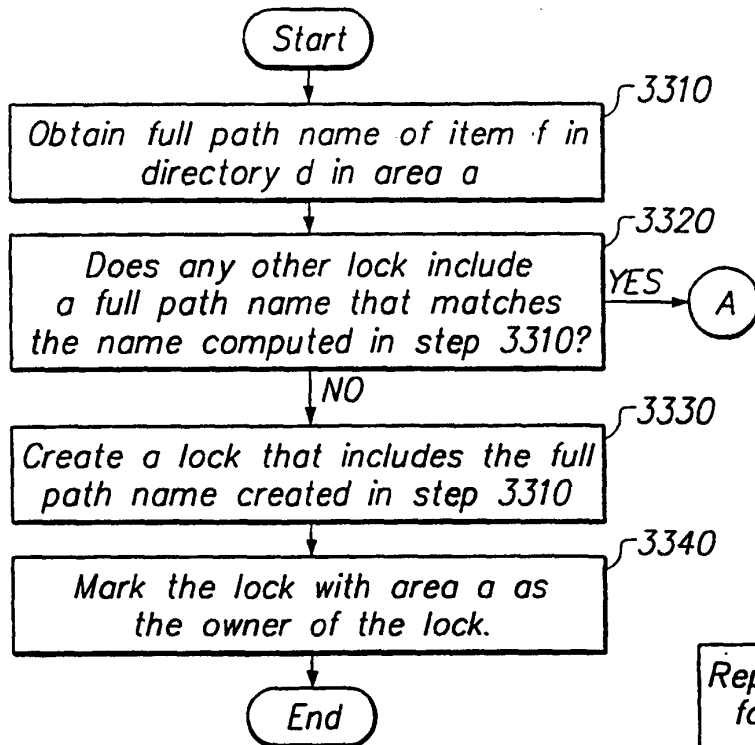 Start
3310
Obtain full path name of item f in
directory d in area a
3320
Does any other lock include
a full path name that matches
the name computed in step 3310?
YES
A
NO
3330
Create a lock that includes the full
path name created in step 3310
3340
Mark the lock with area a as
the owner of the lock.
End